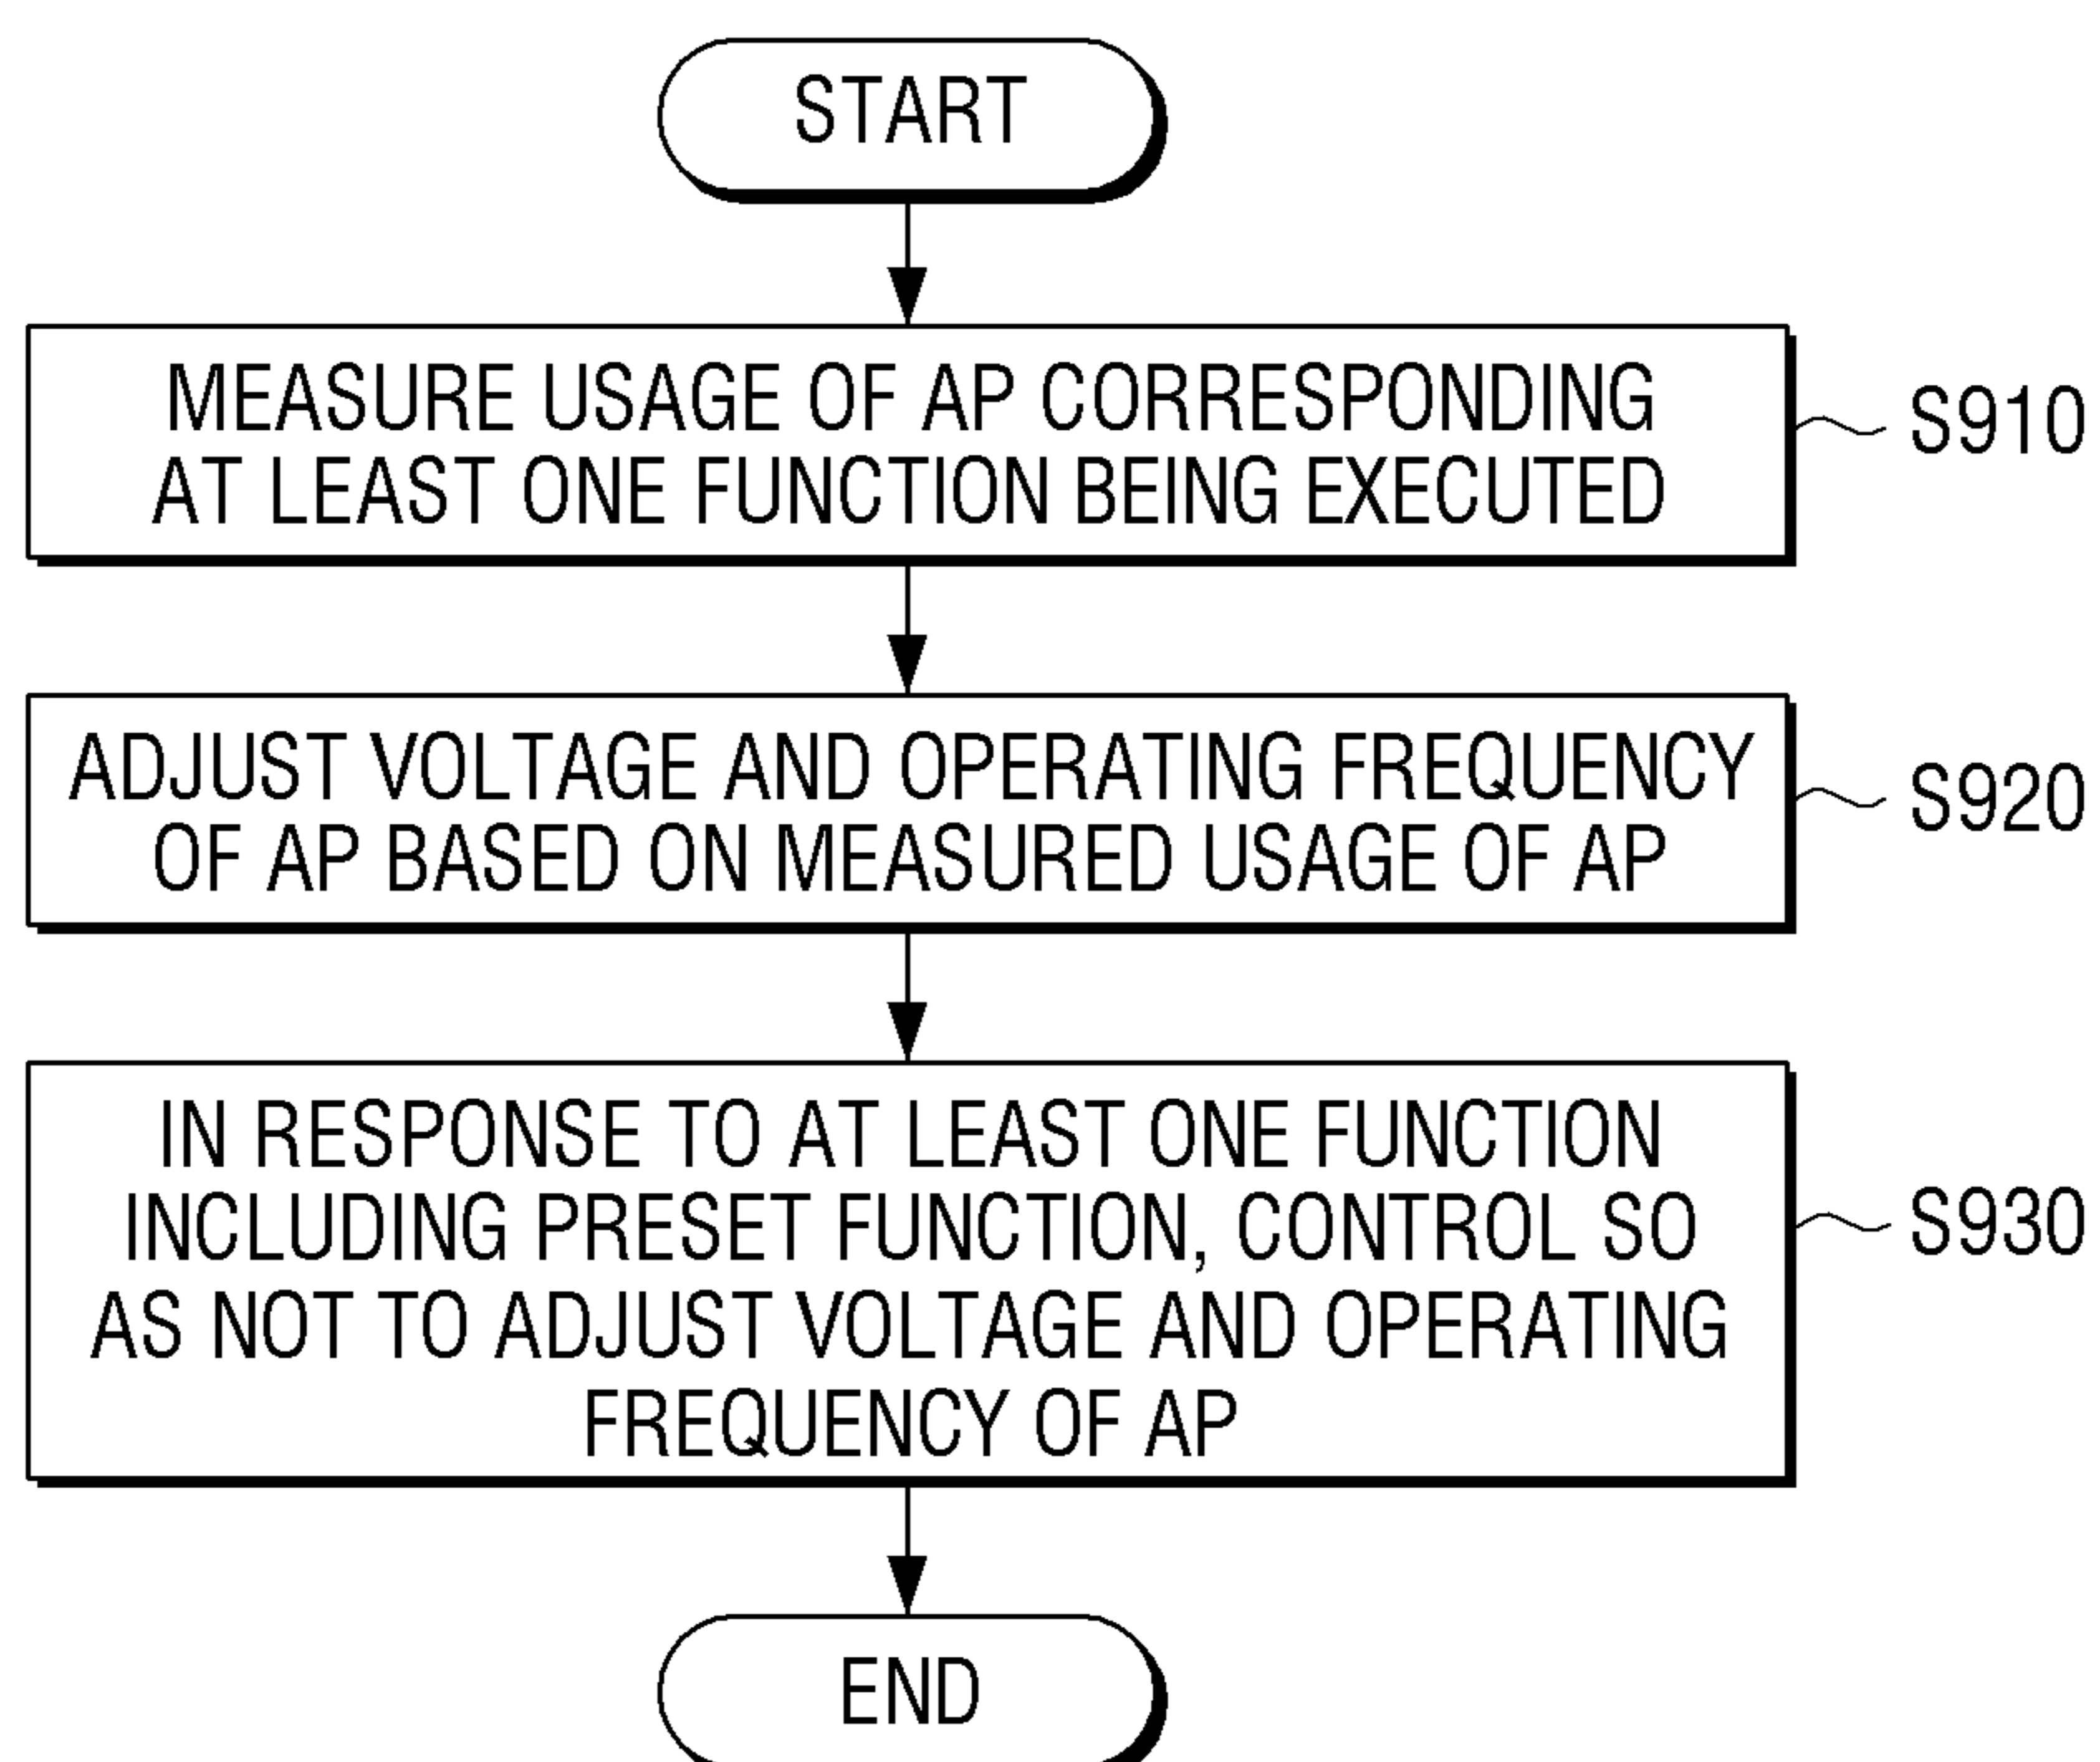 START
MEASURE USAGE OF AP CORRESPONDING
AT LEAST ONE FUNCTION BEING EXECUTED
S910
ADJUST VOLTAGE AND OPERATING FREQUENCY
OF AP BASED ON MEASURED USAGE OF AP
S920
IN RESPONSE TO AT LEAST ONE FUNCTION
INCLUDING PRESET FUNCTION, CONTROL SO
AS NOT TO ADJUST VOLTAGE AND OPERATING
FREQUENCY OF AP
S930
END